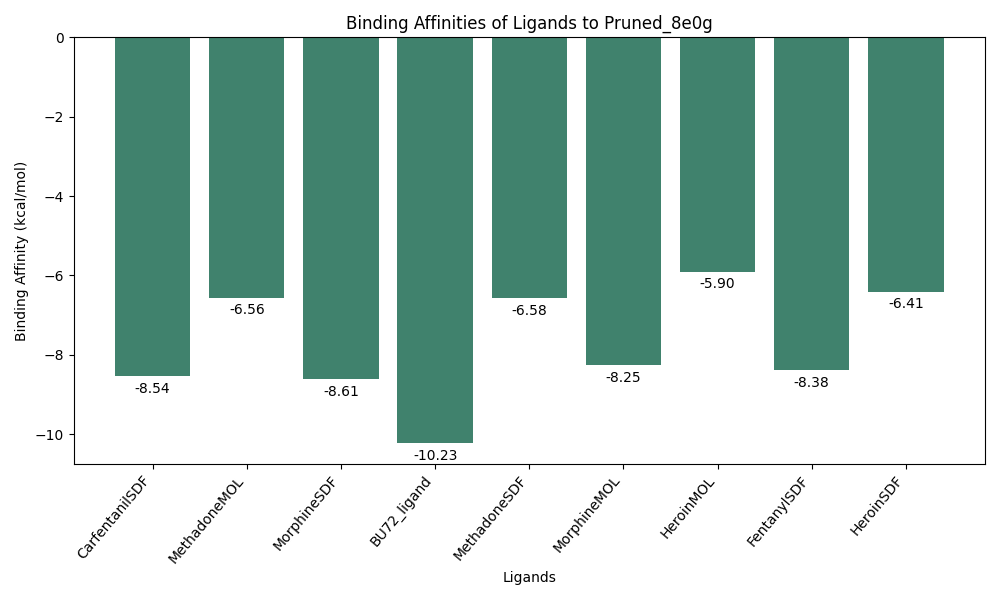 Binding Affinities of Ligands to Pruned_8e0g
Binding Affinity (kcal/mol)
0
−2
−4
−6
−8
−10
-8.54
-6.56
-8.61
-10.23
-6.58
-8.25
-5.90
-8.38
-6.41
CarfentanilSDF
MethadoneMOL
MorphineSDF
BU72_ligand
MethadoneSDF
MorphineMOL
HeroinMOL
FentanylSDF
HeroinSDF
Ligands